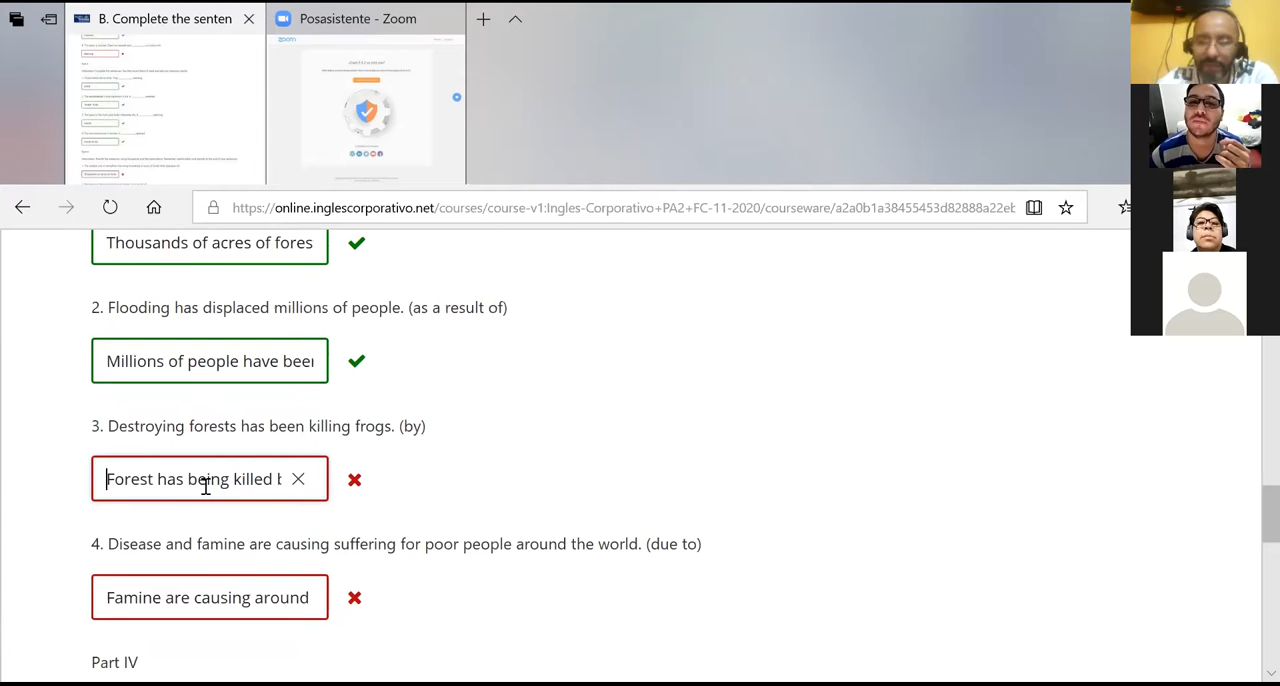 B. Complete the senten
Posasistente - Zoom
https://online.inglescorporativo.net/courses/course-v1:Ingles-Corporativo+PA2+FC-11-2020/courseware/a2a0b1a38455453d82888a22eb
Thousands of acres of fores
2. Flooding has displaced millions of people. (as a result of)
Millions of people have beer
3. Destroying forests has been killing frogs. (by)
Forest has being killed b
4. Disease and famine are causing suffering for poor people around the world. (due to)
Famine are causing around
Part IV